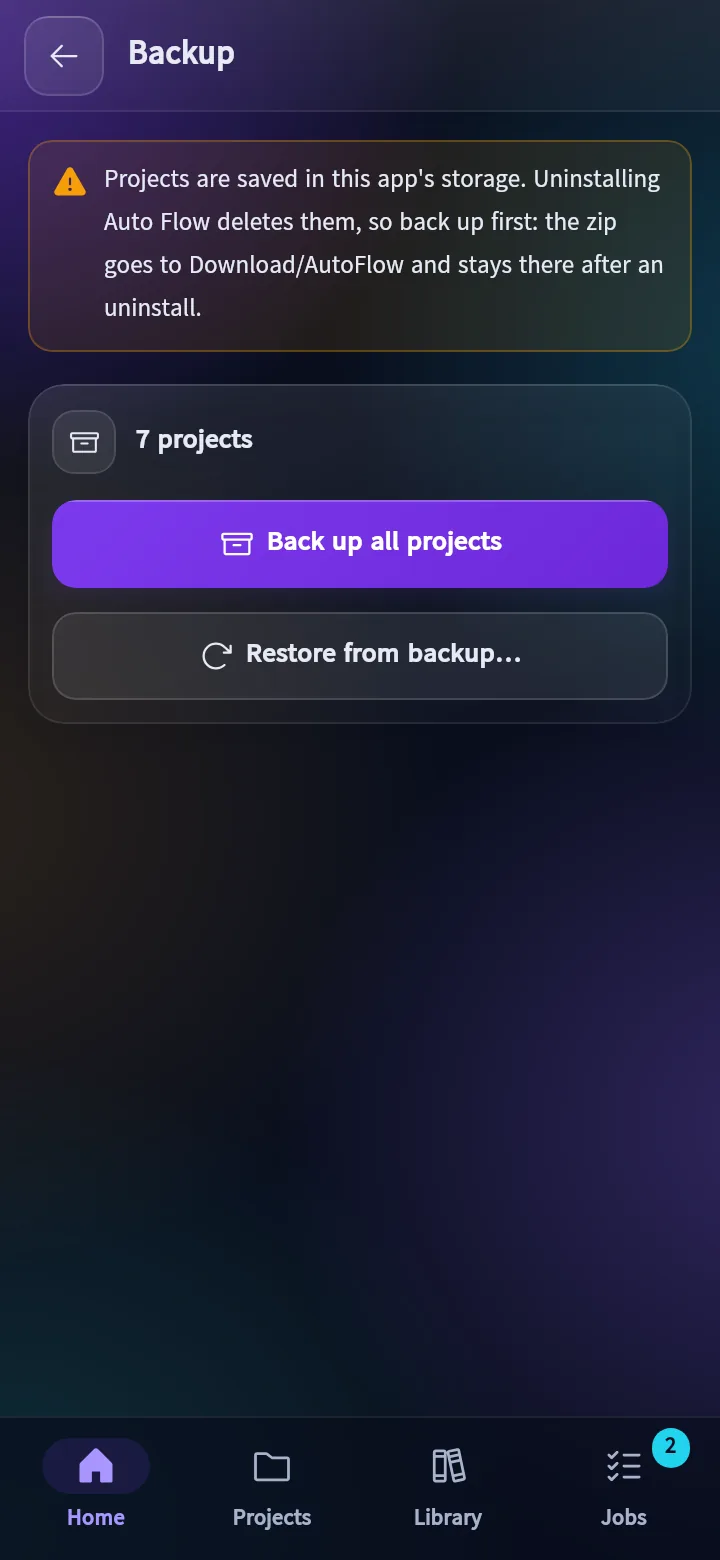 Backup
Projects are saved in this app's storage. Uninstalling
Auto Flow deletes them, so back up first: the zip
goes to Download/AutoFlow and stays there after an
uninstall.
7 projects
Back up all projects
Restore from backup…
2
Home
Projects
Library
Jobs